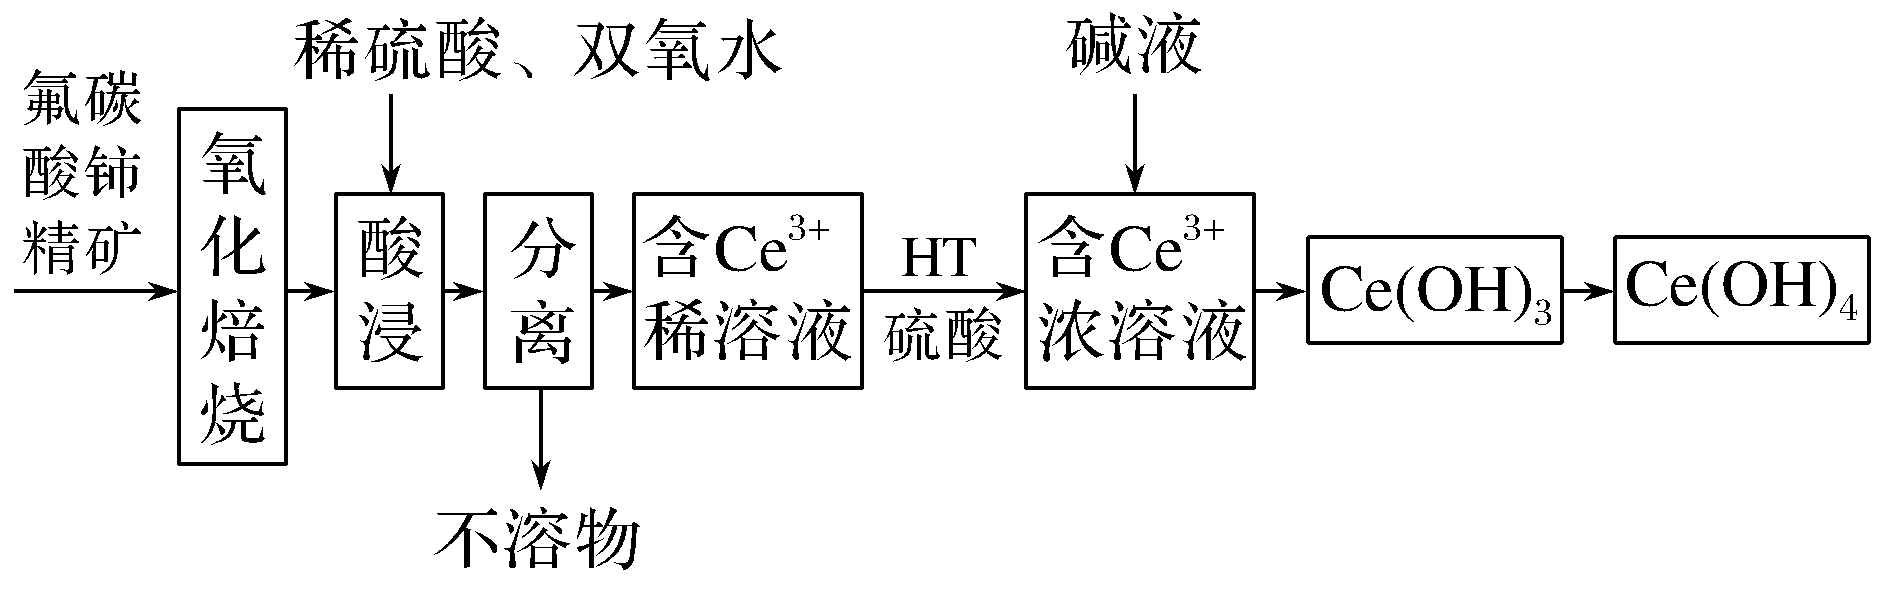 稀硫酸、双氧水
碱液
氟碳
酸铈
精矿
氧
化
焙
烧
酸
浸
分
离
含Ce³⁺
稀溶液
HT
硫酸
含Ce³⁺
浓溶液
Ce(OH)₃
Ce(OH)₄
不溶物